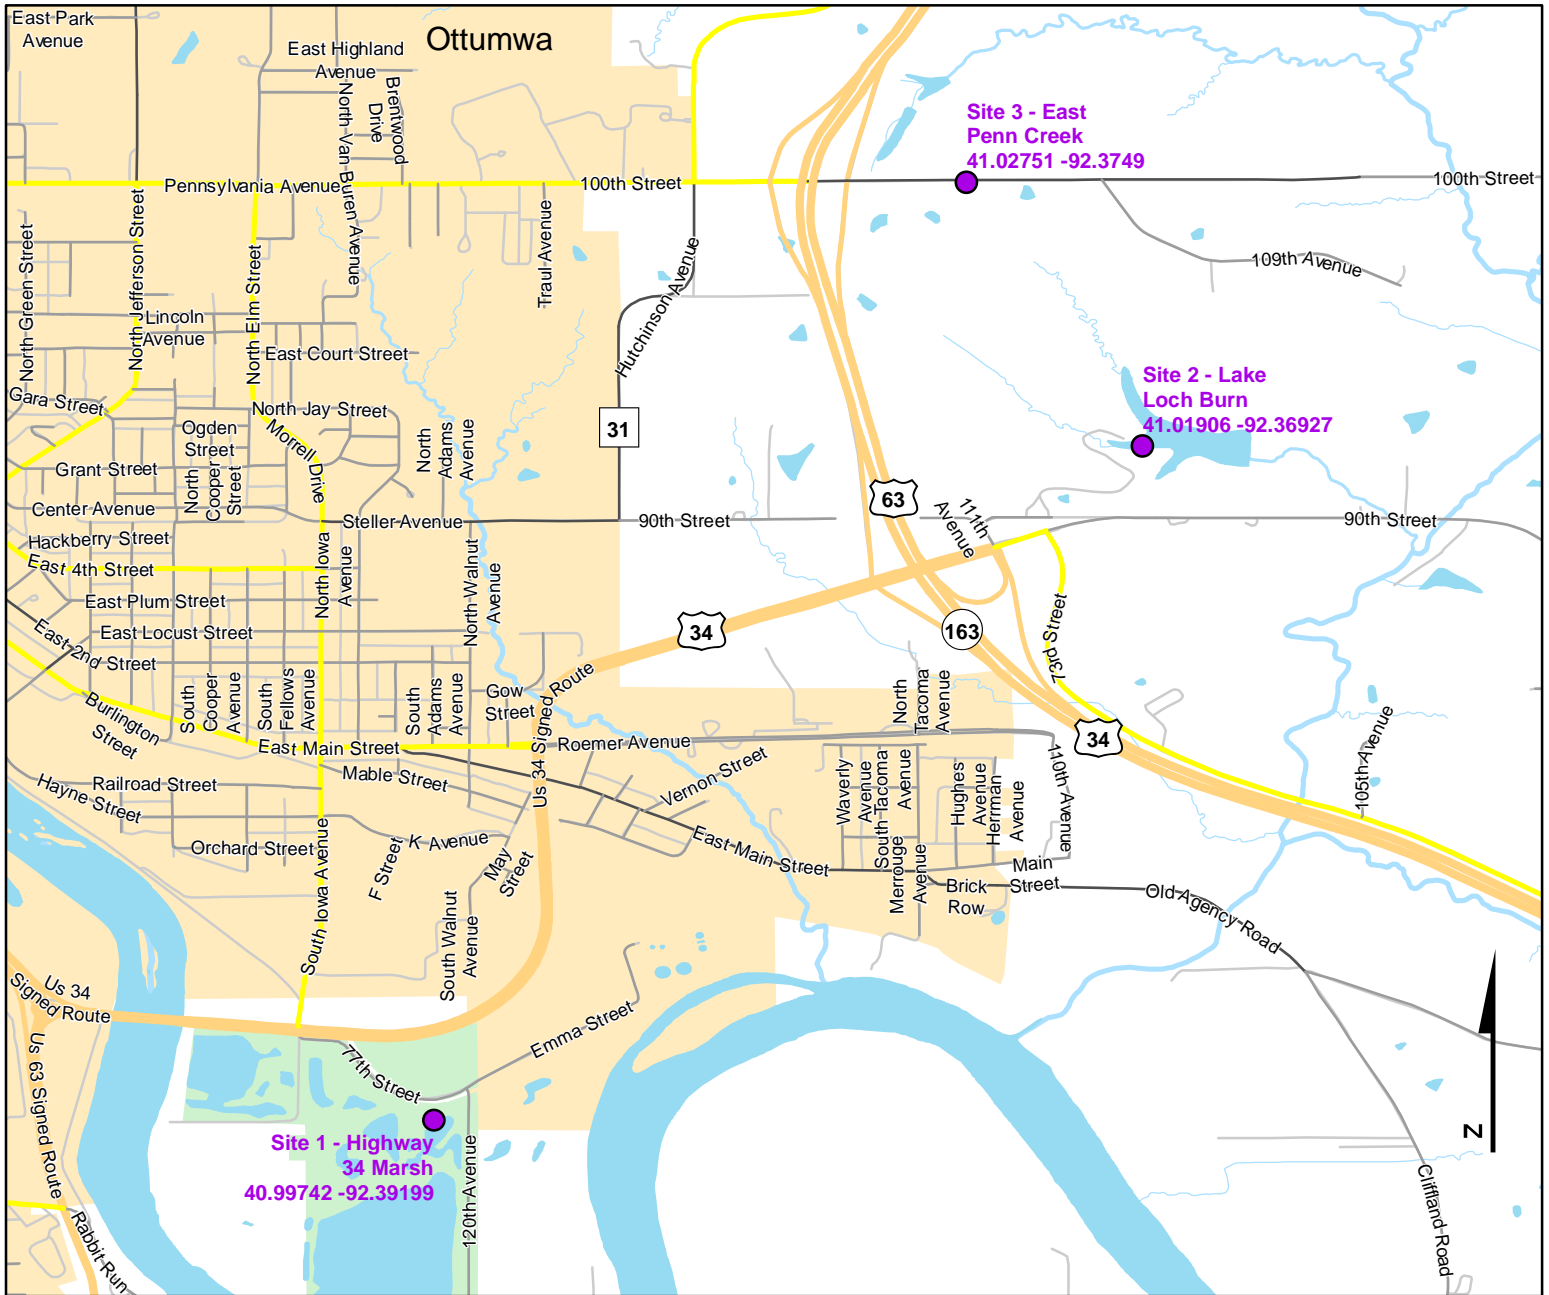 East Park
Avenue
East Highland
Avenue
Ottumwa
Brentwood
Drive
North Van Buren Avenue
Site 3 - East
Penn Creek
41.02751 -92.3749
Pennsylvania Avenue
100th Street
100th Street
North Green Street
North Jefferson Street
North Elm Street
Traul Avenue
Hutchinson Avenue
109th Avenue
Lincoln
Avenue
East Court Street
Site 2 - Lake
Loch Burn
41.01906 -92.36927
Gara Street
North Jay Street
Morrell Drive
Ogden
Street
North
Adams
Avenue
31
Grant Street
North
Cooper
Street
63
Center Avenue
Steller Avenue
90th Street
111th
Avenue
90th Street
Hackberry Street
East 4th Street
North Iowa
Avenue
North Walnut
Avenue
East Plum Street
East Locust Street
East 2nd Street
34
163
73rd Street
South
Cooper
Avenue
South
Fellows
Avenue
South
Adams
Avenue
Gow
Street
Us 34 Signed Route
North
Tacoma
Avenue
Burlington
Street
East Main Street
Roemer Avenue
34
110th Avenue
105th Avenue
Railroad Street
Mable Street
Vernon Street
Hayne Street
Waverly
Avenue
South Tacoma
Avenue
Hughes
Avenue
Herrman
Avenue
Orchard Street
K Avenue
F Street
May
Street
East Main Street
Main
Street
Merrouge
Avenue
Brick
Row
Old Agency Road
South Iowa Avenue
South Walnut
Avenue
Us 34
Signed Route
Emma Street
Us 63 Signed Route
77th Street
Site 1 - Highway
34 Marsh
40.99742 -92.39199
120th Avenue
Z
Cliffland Road
Rabbit Run